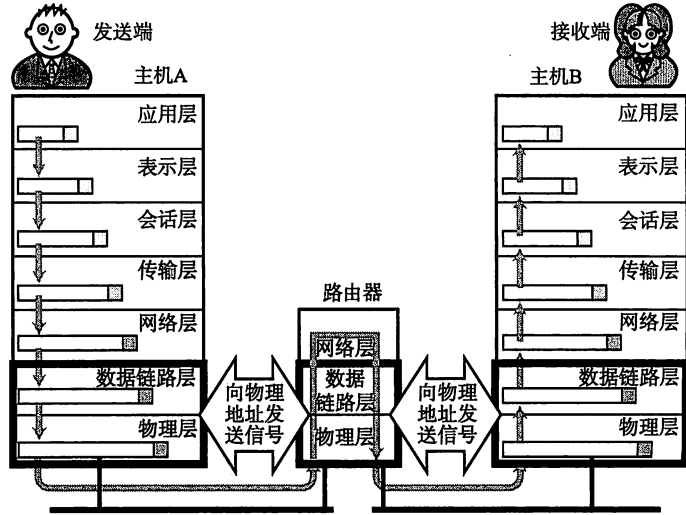 发送端
接收端
主机A
主机B
应用层
表示层
会话层
传输层
网络层
数据链路层
物理层
向物理
地址发
送信号
路由器
网络层
数据
链路层
物理层
向物理
地址发
送信号
应用层
表示层
会话层
传输层
网络层
数据链路层
物理层